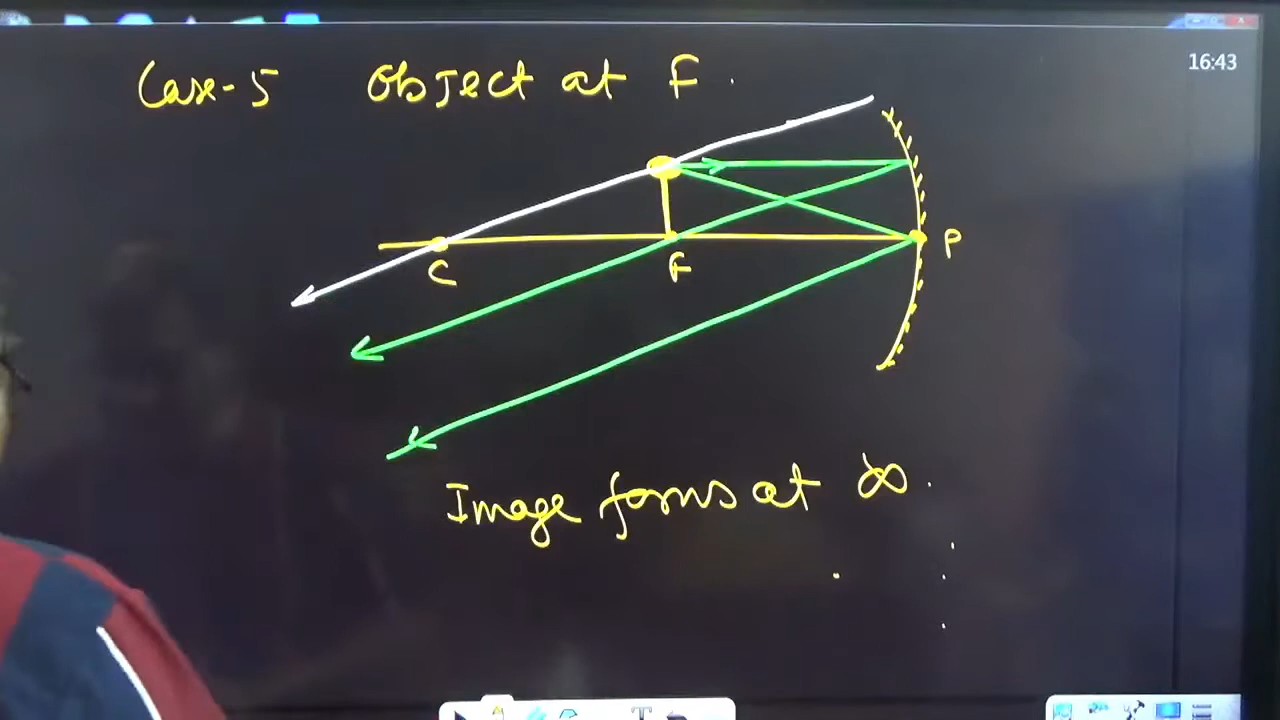 16:43
Case-5 Object at F.
C F P
Image forms at ∞.